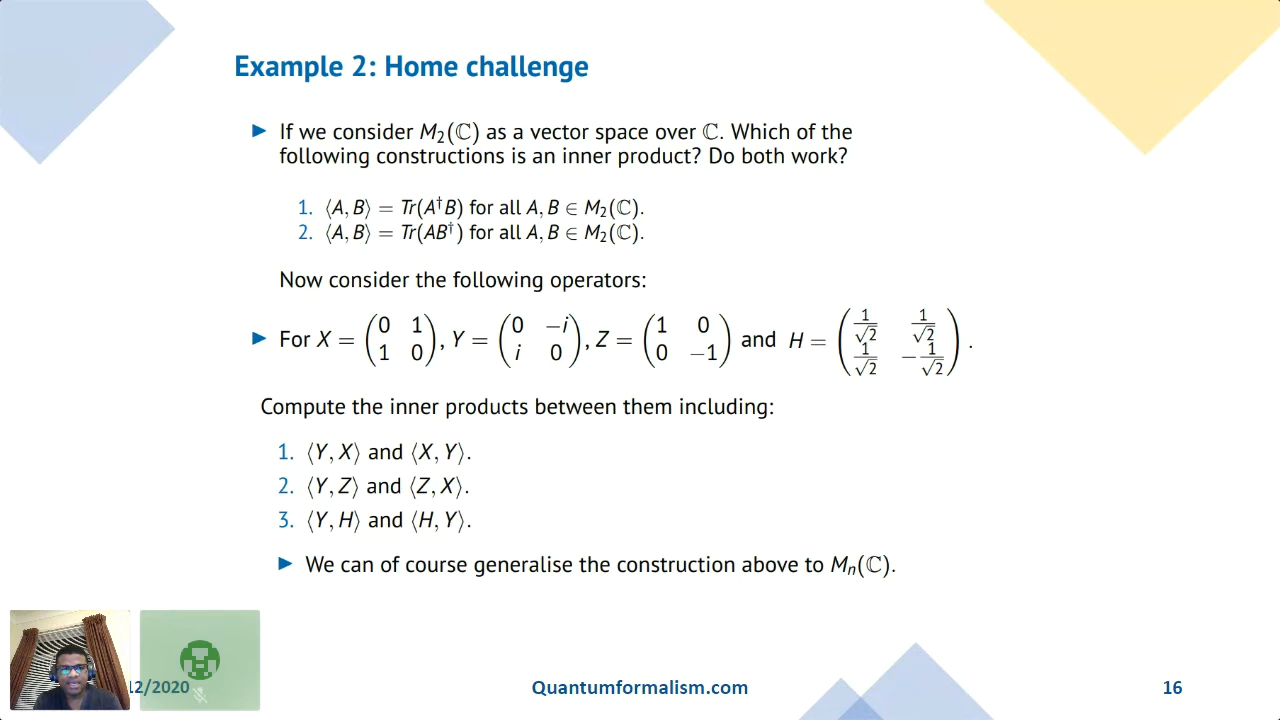 Example 2: Home challenge
► If we consider M₂(ℂ) as a vector space over ℂ. Which of the
following constructions is an inner product? Do both work?
1. ⟨A, B⟩ = Tr(A†B) for all A, B ∈ M₂(ℂ).
2. ⟨A, B⟩ = Tr(AB†) for all A, B ∈ M₂(ℂ).
Now consider the following operators:
► For X = (0 1; 1 0), Y = (0 −i; i 0), Z = (1 0; 0 −1) and H = (1/√2 1/√2; 1/√2 −1/√2).
Compute the inner products between them including:
1. ⟨Y, X⟩ and ⟨X, Y⟩.
2. ⟨Y, Z⟩ and ⟨Z, X⟩.
3. ⟨Y, H⟩ and ⟨H, Y⟩.
► We can of course generalise the construction above to Mₙ(ℂ).
12/2020
Quantumformalism.com
16